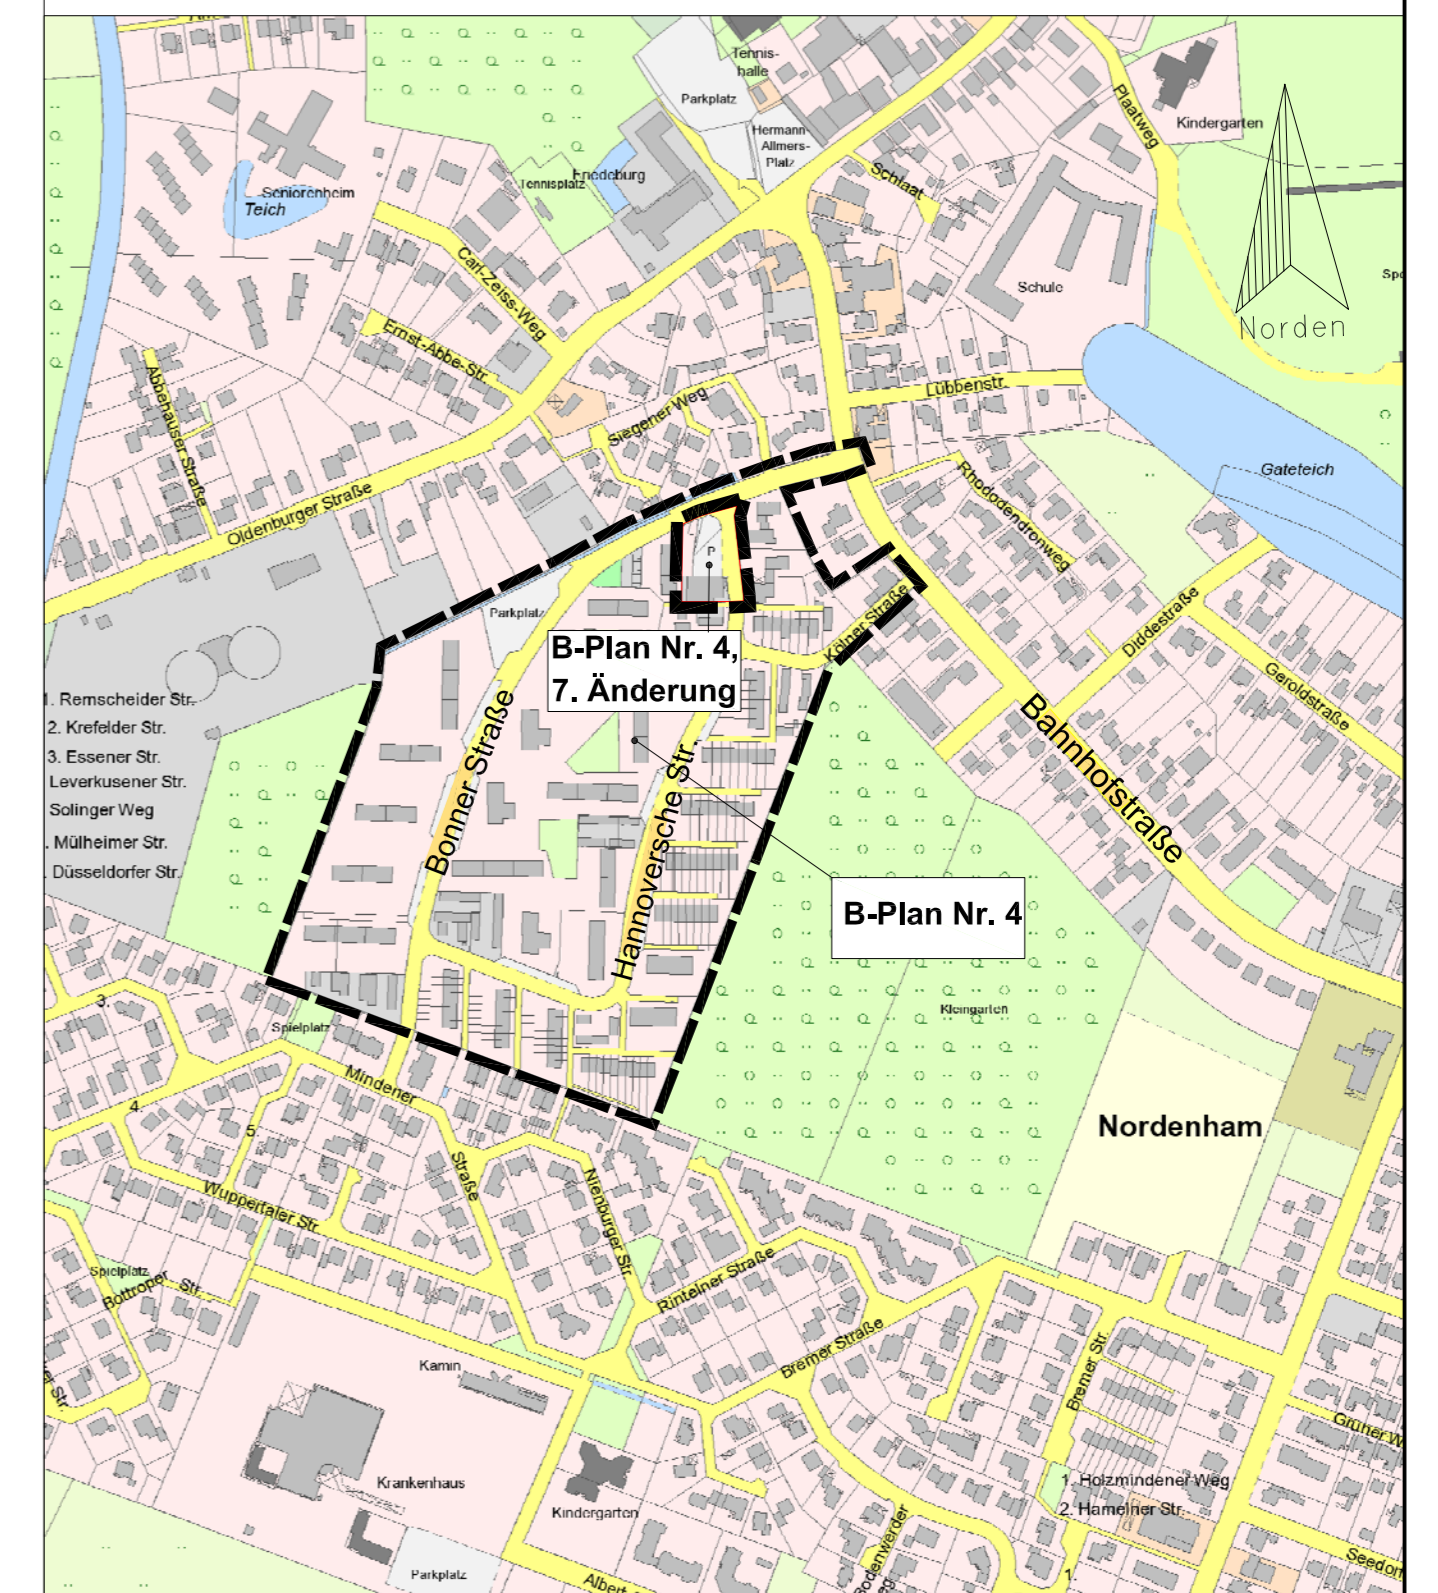 Tennis-
halle
Parkplatz
Plaatweg
Kindergarten
Hermann-
Allmers-
Platz
Schlaat
Friedeburg
Tennisplatz
Seniorenheim
Teich
Carl-Zeiss-Weg
Schule
Norden
Ernst-Abbe-Str.
Abbehauser Straße
Lübbenstr.
Siegener Weg
Gateteich
Rhododendronweg
Oldenburger Straße
P
Parkplatz
Kölner Straße
Diddestraße
Geroldstraße
B-Plan Nr. 4,
7. Änderung
1. Remscheider Str.
2. Krefelder Str.
3. Essener Str.
Leverkusener Str.
Solinger Weg
. Mülheimer Str.
Düsseldorfer Str.
Bonner Straße
Hannoversche Str.
Bahnhofstraße
B-Plan Nr. 4
3.
Spielplatz
Kleingarten
Mindener
Straße
4.
5.
Nordenham
Wuppertaler Str.
Nienburger Str.
Spielplatz
Bottroper Str.
Rintelner Straße
Bremer Straße
Bremer Str.
Kamin
Krankenhaus
Kindergarten
1. Holzmindener Weg
2. Hamelner Str.
Parkplatz
1